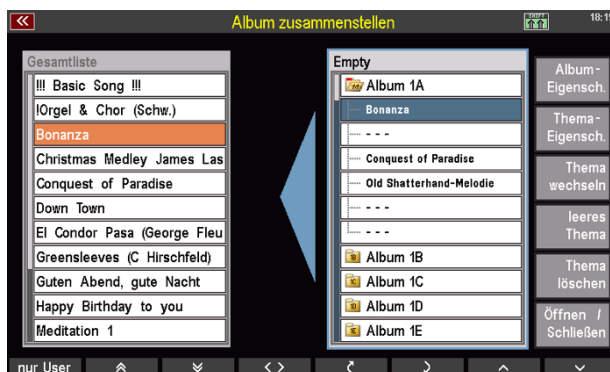 Album zusammenstellen
SHIFT
Gesamtliste
!!! Basic Song !!!
!Orgel & Chor (Schw.)
Bonanza
Christmas Medley James Las
Conquest of Paradise
Down Town
El Condor Pasa (George Fleu
Greensleeves (C Hirschfeld)
Guten Abend, gute Nacht
Happy Birthday to you
Meditation 1
Empty
Album 1A
Bonanza
- - -
Conquest of Paradise
Old Shatterhand-Melodie
- - -
- - -
Album 1B
Album 1C
Album 1D
Album 1E
Album-
Eigensch.
Thema-
Eigensch.
Thema
wechseln
leeres
Thema
Thema
löschen
Öffnen /
Schließen
nur User